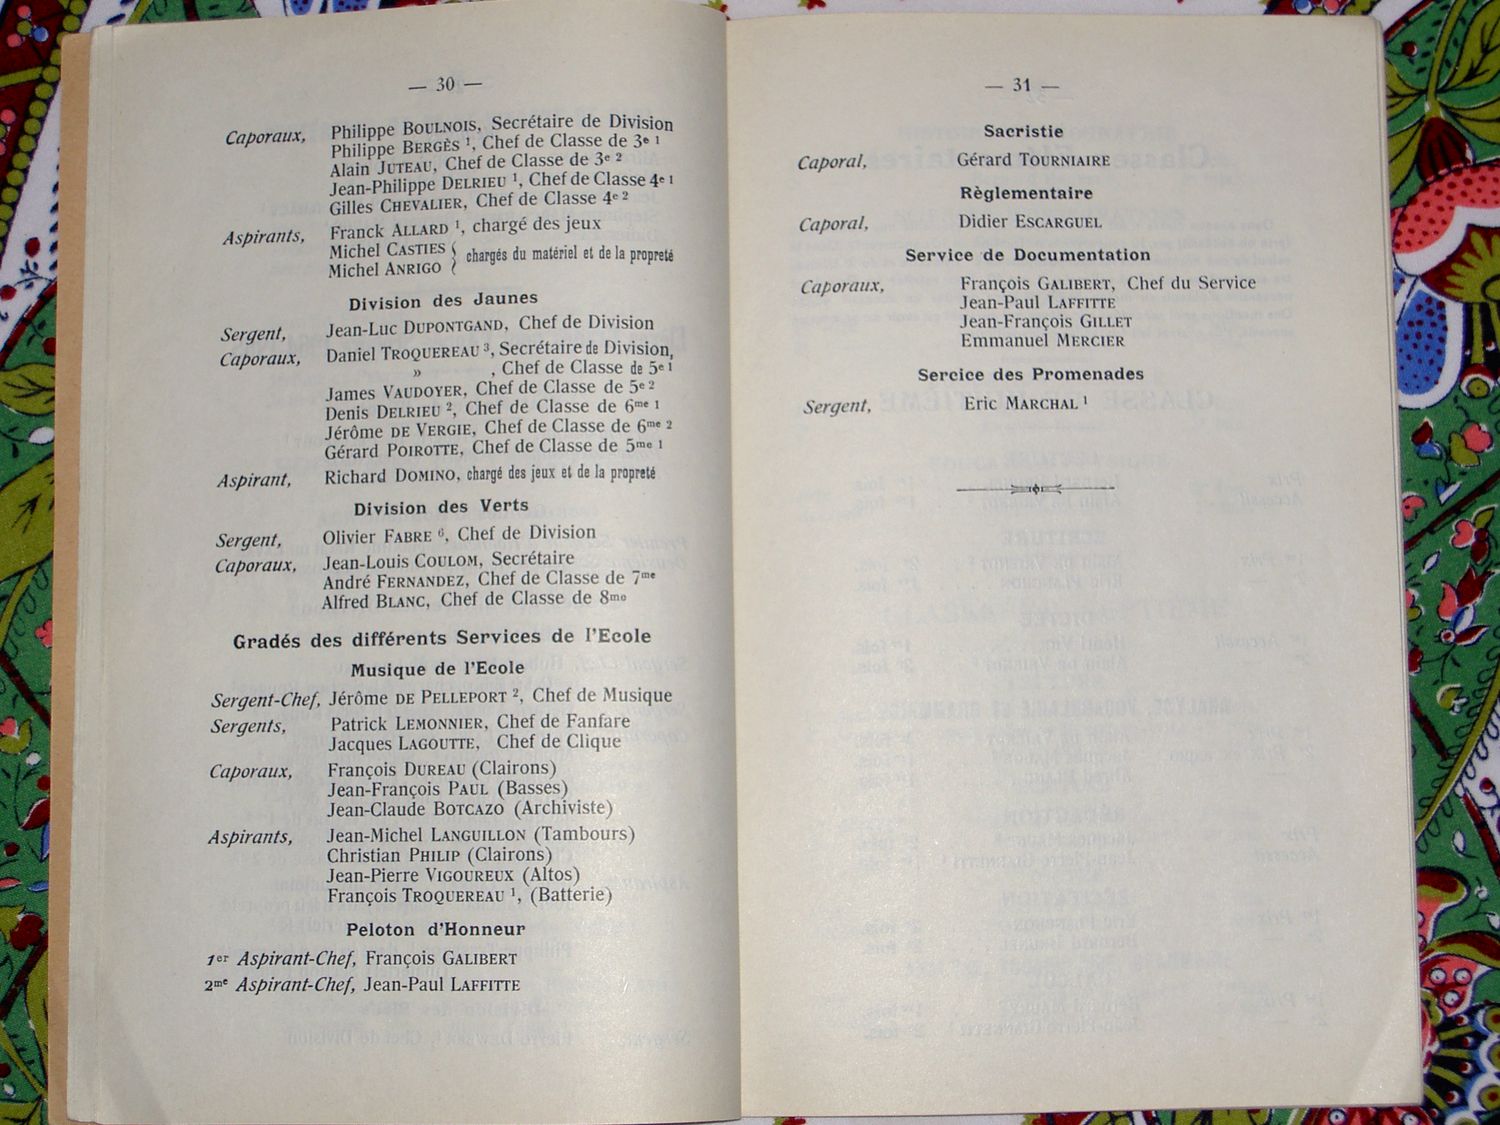 — 30 —
Caporaux, Philippe BOULNOIS, Secrétaire de Division
Philippe BERGÈS ¹, Chef de Classe de 3ᵉ ¹
Alain JUTEAU, Chef de Classe de 3ᵉ ²
Jean-Philippe DELRIEU ¹, Chef de Classe 4ᵉ ¹
Gilles CHEVALIER, Chef de Classe 4ᵉ ²
Aspirants, Franck ALLARD ¹, chargé des jeux
Michel CASTIES
Michel ANRIGO
chargés du matériel et de la propreté
Division des Jaunes
Sergent, Jean-Luc DUPONTGAND, Chef de Division
Caporaux, Daniel TROQUEREAU ³, Secrétaire de Division,
» , Chef de Classe de 5ᵉ ¹
James VAUDOYER, Chef de Classe de 5ᵉ ²
Denis DELRIEU ², Chef de Classe de 6ᵐᵉ ¹
Jérôme DE VERGIE, Chef de Classe de 6ᵐᵉ ²
Gérard POIROTTE, Chef de Classe de 5ᵐᵉ ¹
Aspirant, Richard DOMINO, chargé des jeux et de la propreté
Division des Verts
Sergent, Olivier FABRE ⁶, Chef de Division
Caporaux, Jean-Louis COULOM, Secrétaire
André FERNANDEZ, Chef de Classe de 7ᵐᵉ
Alfred BLANC, Chef de Classe de 8ᵐᵉ
Gradés des différents Services de l'Ecole
Musique de l'Ecole
Sergent-Chef, Jérôme DE PELLEPORT ², Chef de Musique
Sergents, Patrick LEMONNIER, Chef de Fanfare
Jacques LAGOUTTE, Chef de Clique
Caporaux, François DUREAU (Clairons)
Jean-François PAUL (Basses)
Jean-Claude BOTCAZO (Archiviste)
Aspirants, Jean-Michel LANGUILLON (Tambours)
Christian PHILIP (Clairons)
Jean-Pierre VIGOUREUX (Altos)
François TROQUEREAU ¹, (Batterie)
Peloton d'Honneur
1ᵉʳ Aspirant-Chef, François GALIBERT
2ᵐᵉ Aspirant-Chef, Jean-Paul LAFFITTE
— 31 —
Sacristie
Caporal, Gérard TOURNIAIRE
Règlementaire
Caporal, Didier ESCARGUEL
Service de Documentation
Caporaux, François GALIBERT, Chef du Service
Jean-Paul LAFFITTE
Jean-François GILLET
Emmanuel MERCIER
Sercice des Promenades
Sergent, Eric MARCHAL ¹